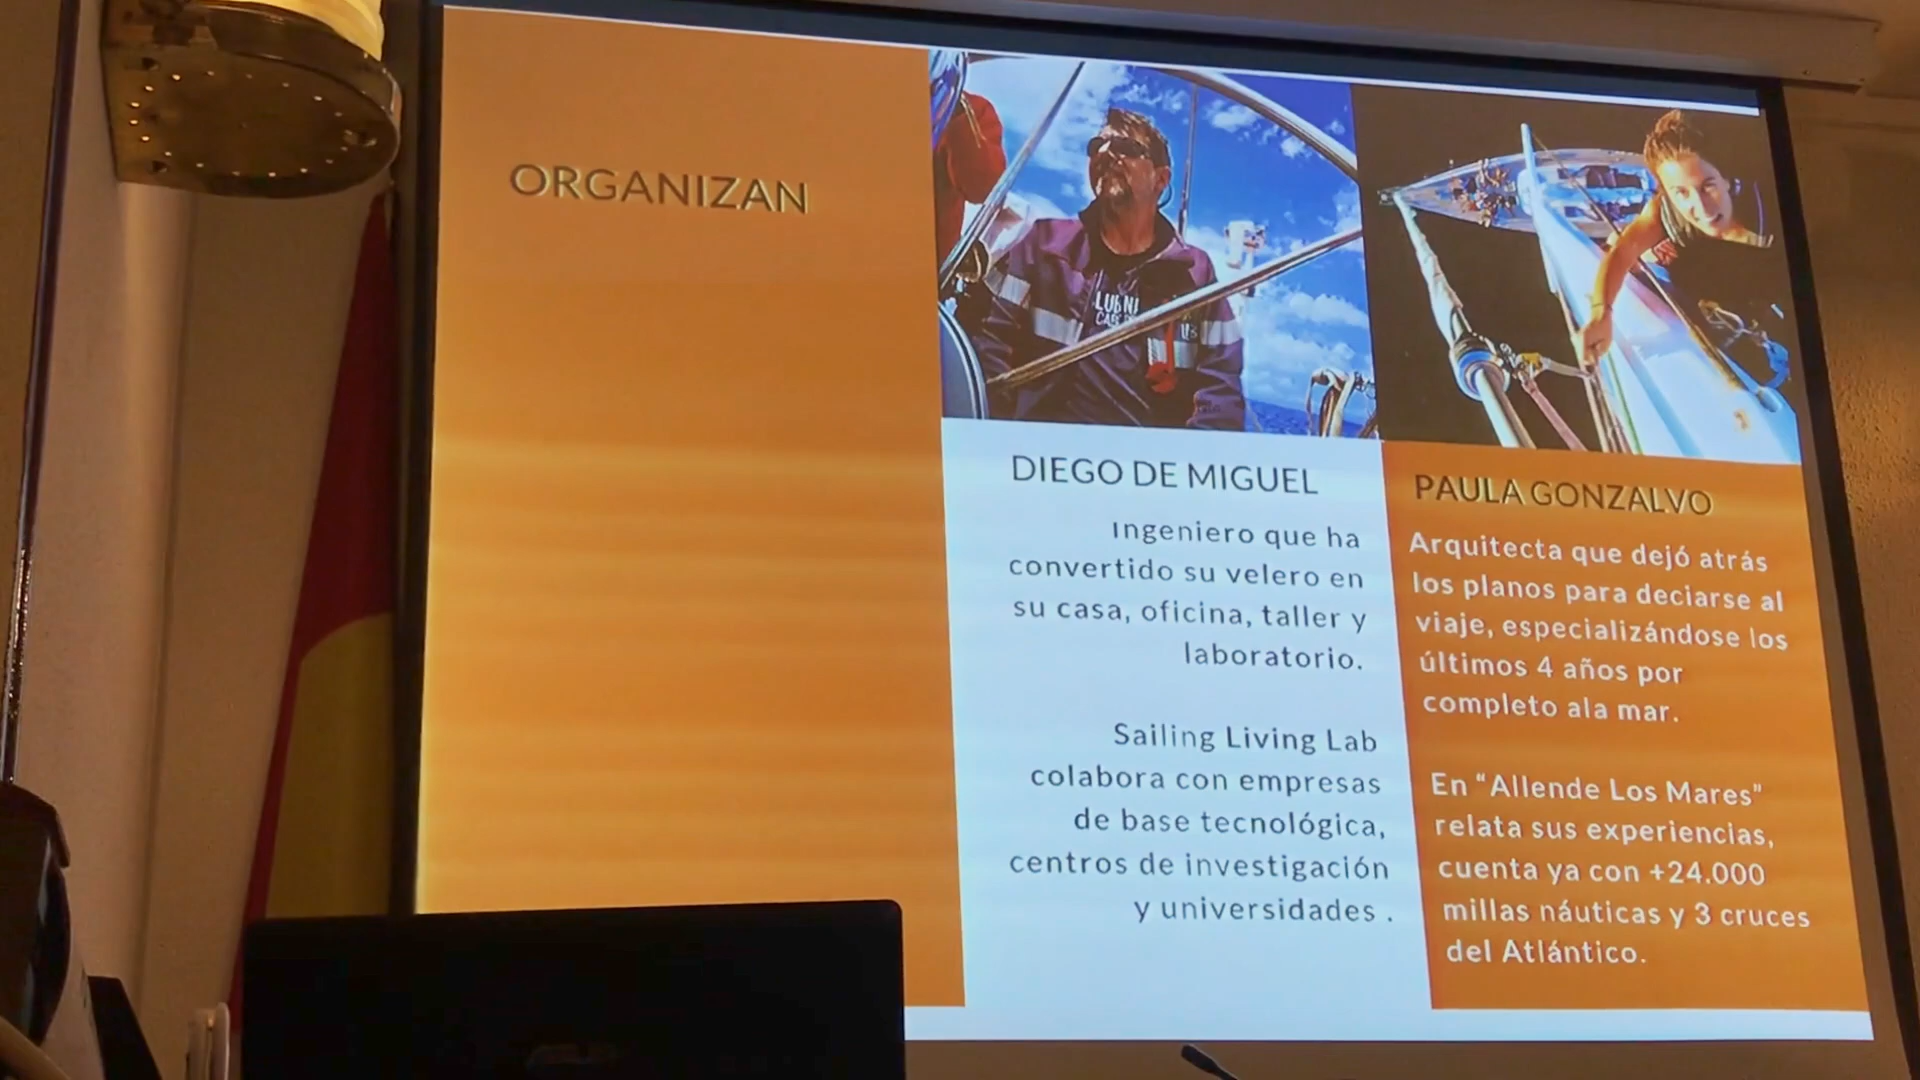 ORGANIZAN
DIEGO DE MIGUEL
Ingeniero que ha
convertido su velero en
su casa, oficina, taller y
laboratorio.
Sailing Living Lab
colabora con empresas
de base tecnológica,
centros de investigación
y universidades .
PAULA GONZALVO
Arquitecta que dejó atrás
los planos para deciarse al
viaje, especializándose los
últimos 4 años por
completo ala mar.
En “Allende Los Mares”
relata sus experiencias,
cuenta ya con +24.000
millas náuticas y 3 cruces
del Atlántico.